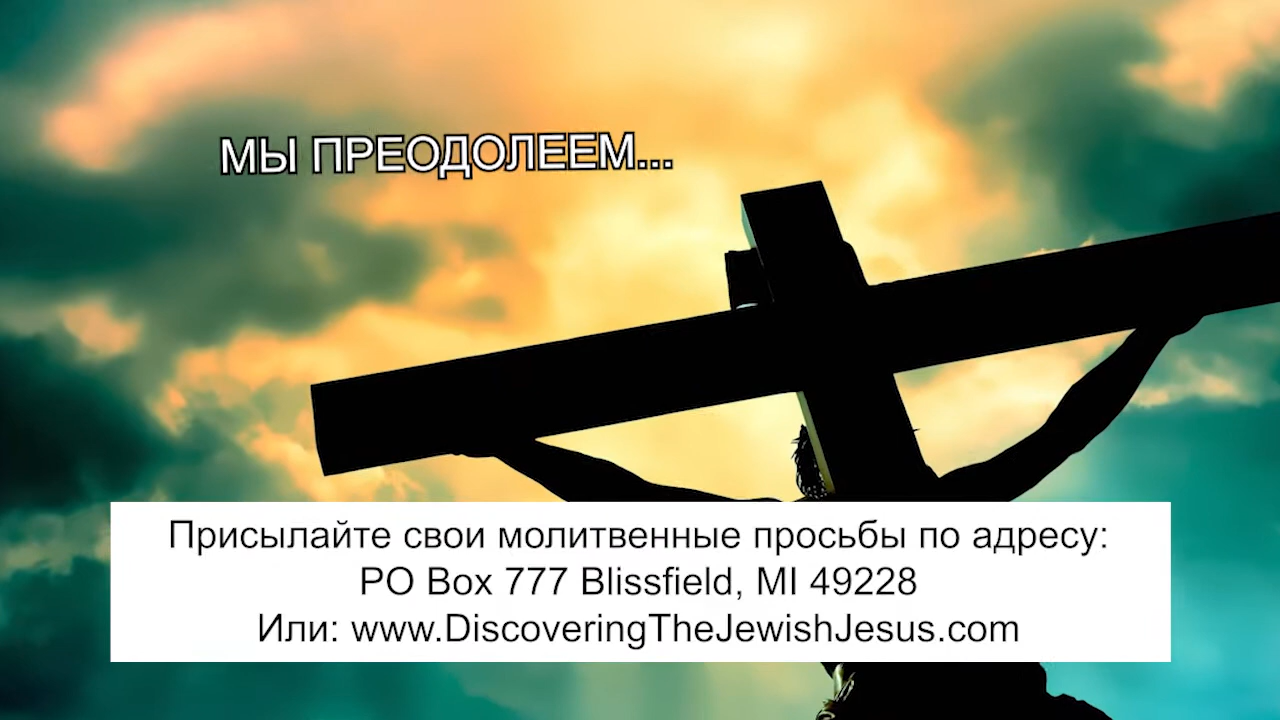 МЫ ПРЕОДОЛЕЕМ...
Присылайте свои молитвенные просьбы по адресу:
PO Box 777 Blissfield, MI 49228
Или: www.DiscoveringTheJewishJesus.com